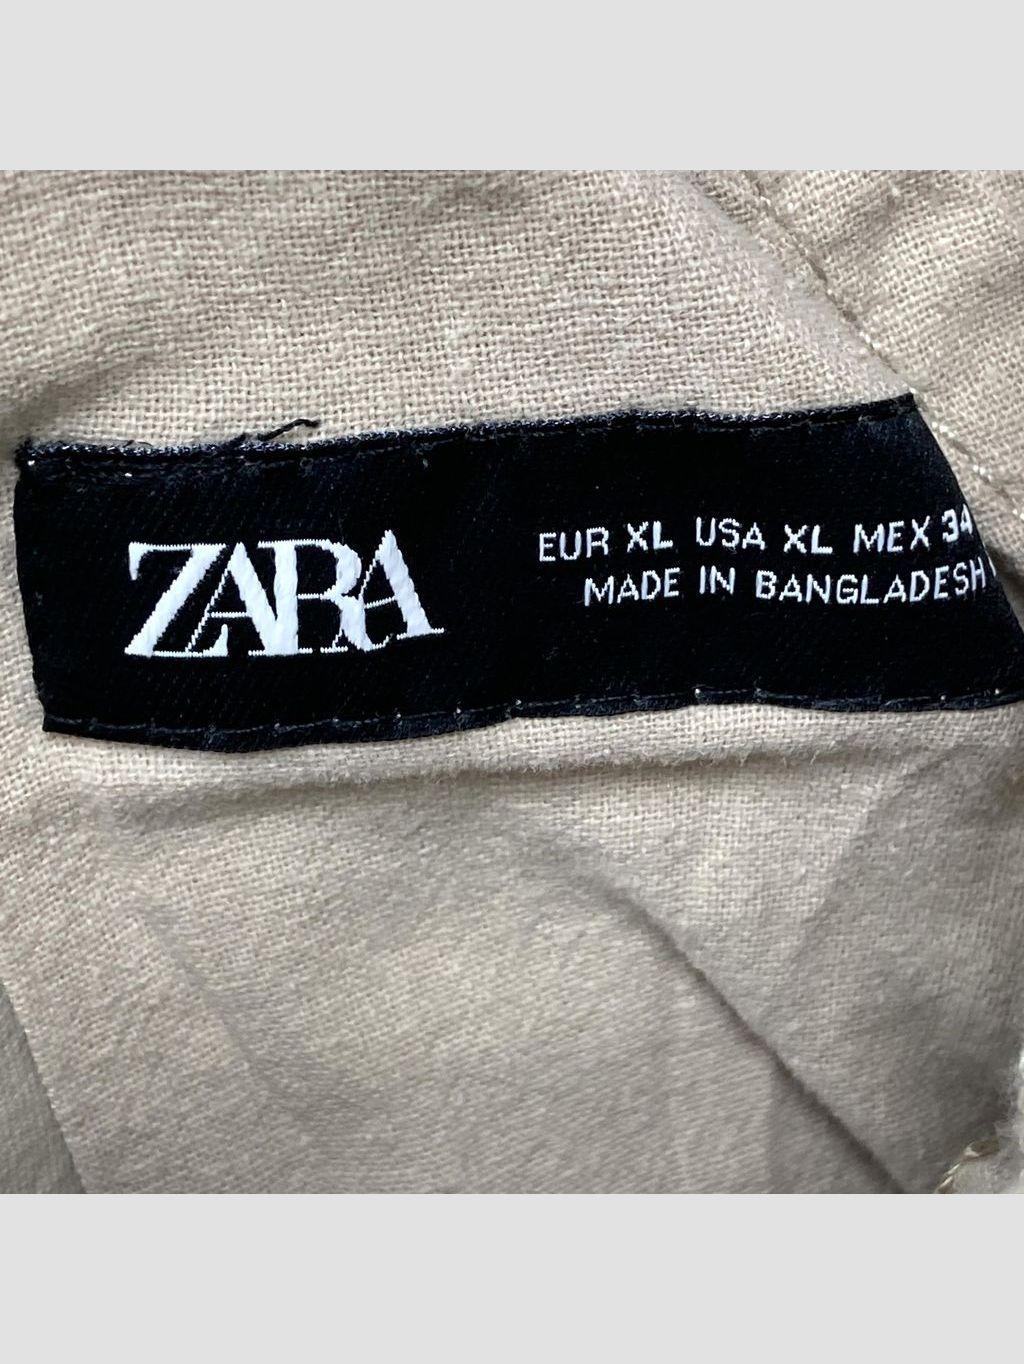 ZARA
EUR XL USA XL MEX 34
MADE IN BANGLADESH